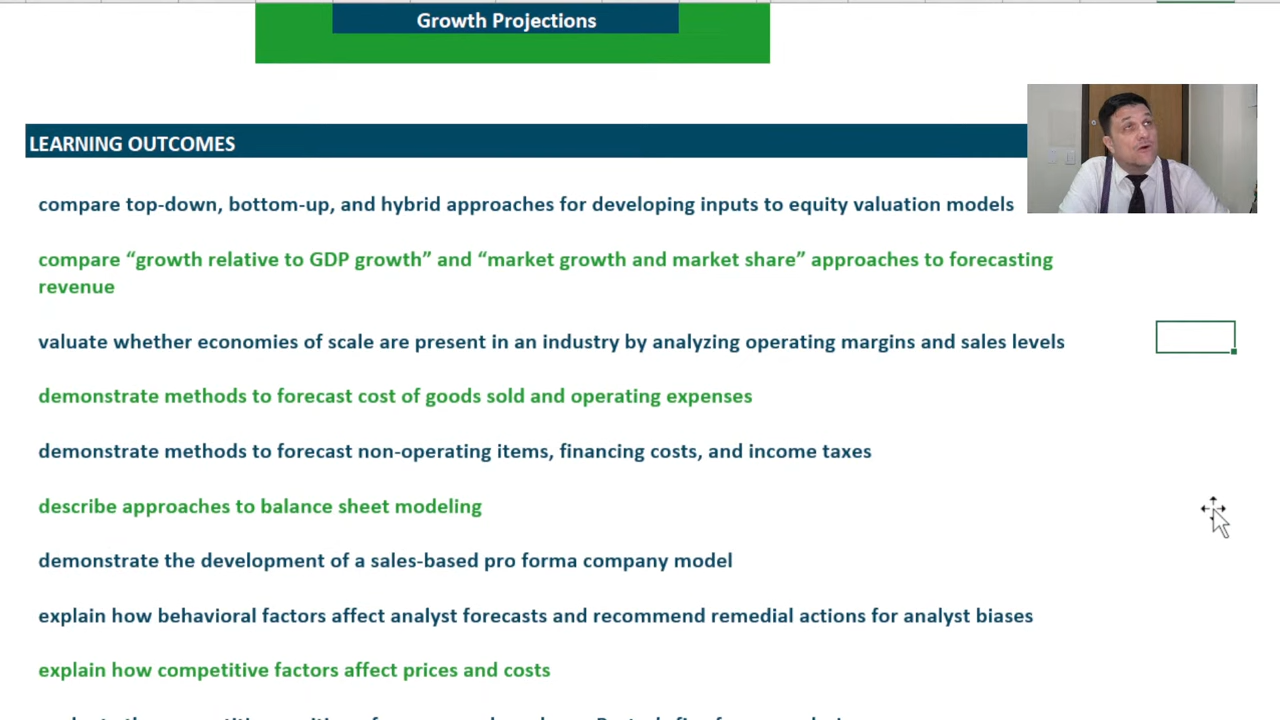 Growth Projections
LEARNING OUTCOMES
compare top-down, bottom-up, and hybrid approaches for developing inputs to equity valuation models
compare “growth relative to GDP growth” and “market growth and market share” approaches to forecasting
revenue
valuate whether economies of scale are present in an industry by analyzing operating margins and sales levels
demonstrate methods to forecast cost of goods sold and operating expenses
demonstrate methods to forecast non-operating items, financing costs, and income taxes
describe approaches to balance sheet modeling
demonstrate the development of a sales-based pro forma company model
explain how behavioral factors affect analyst forecasts and recommend remedial actions for analyst biases
explain how competitive factors affect prices and costs